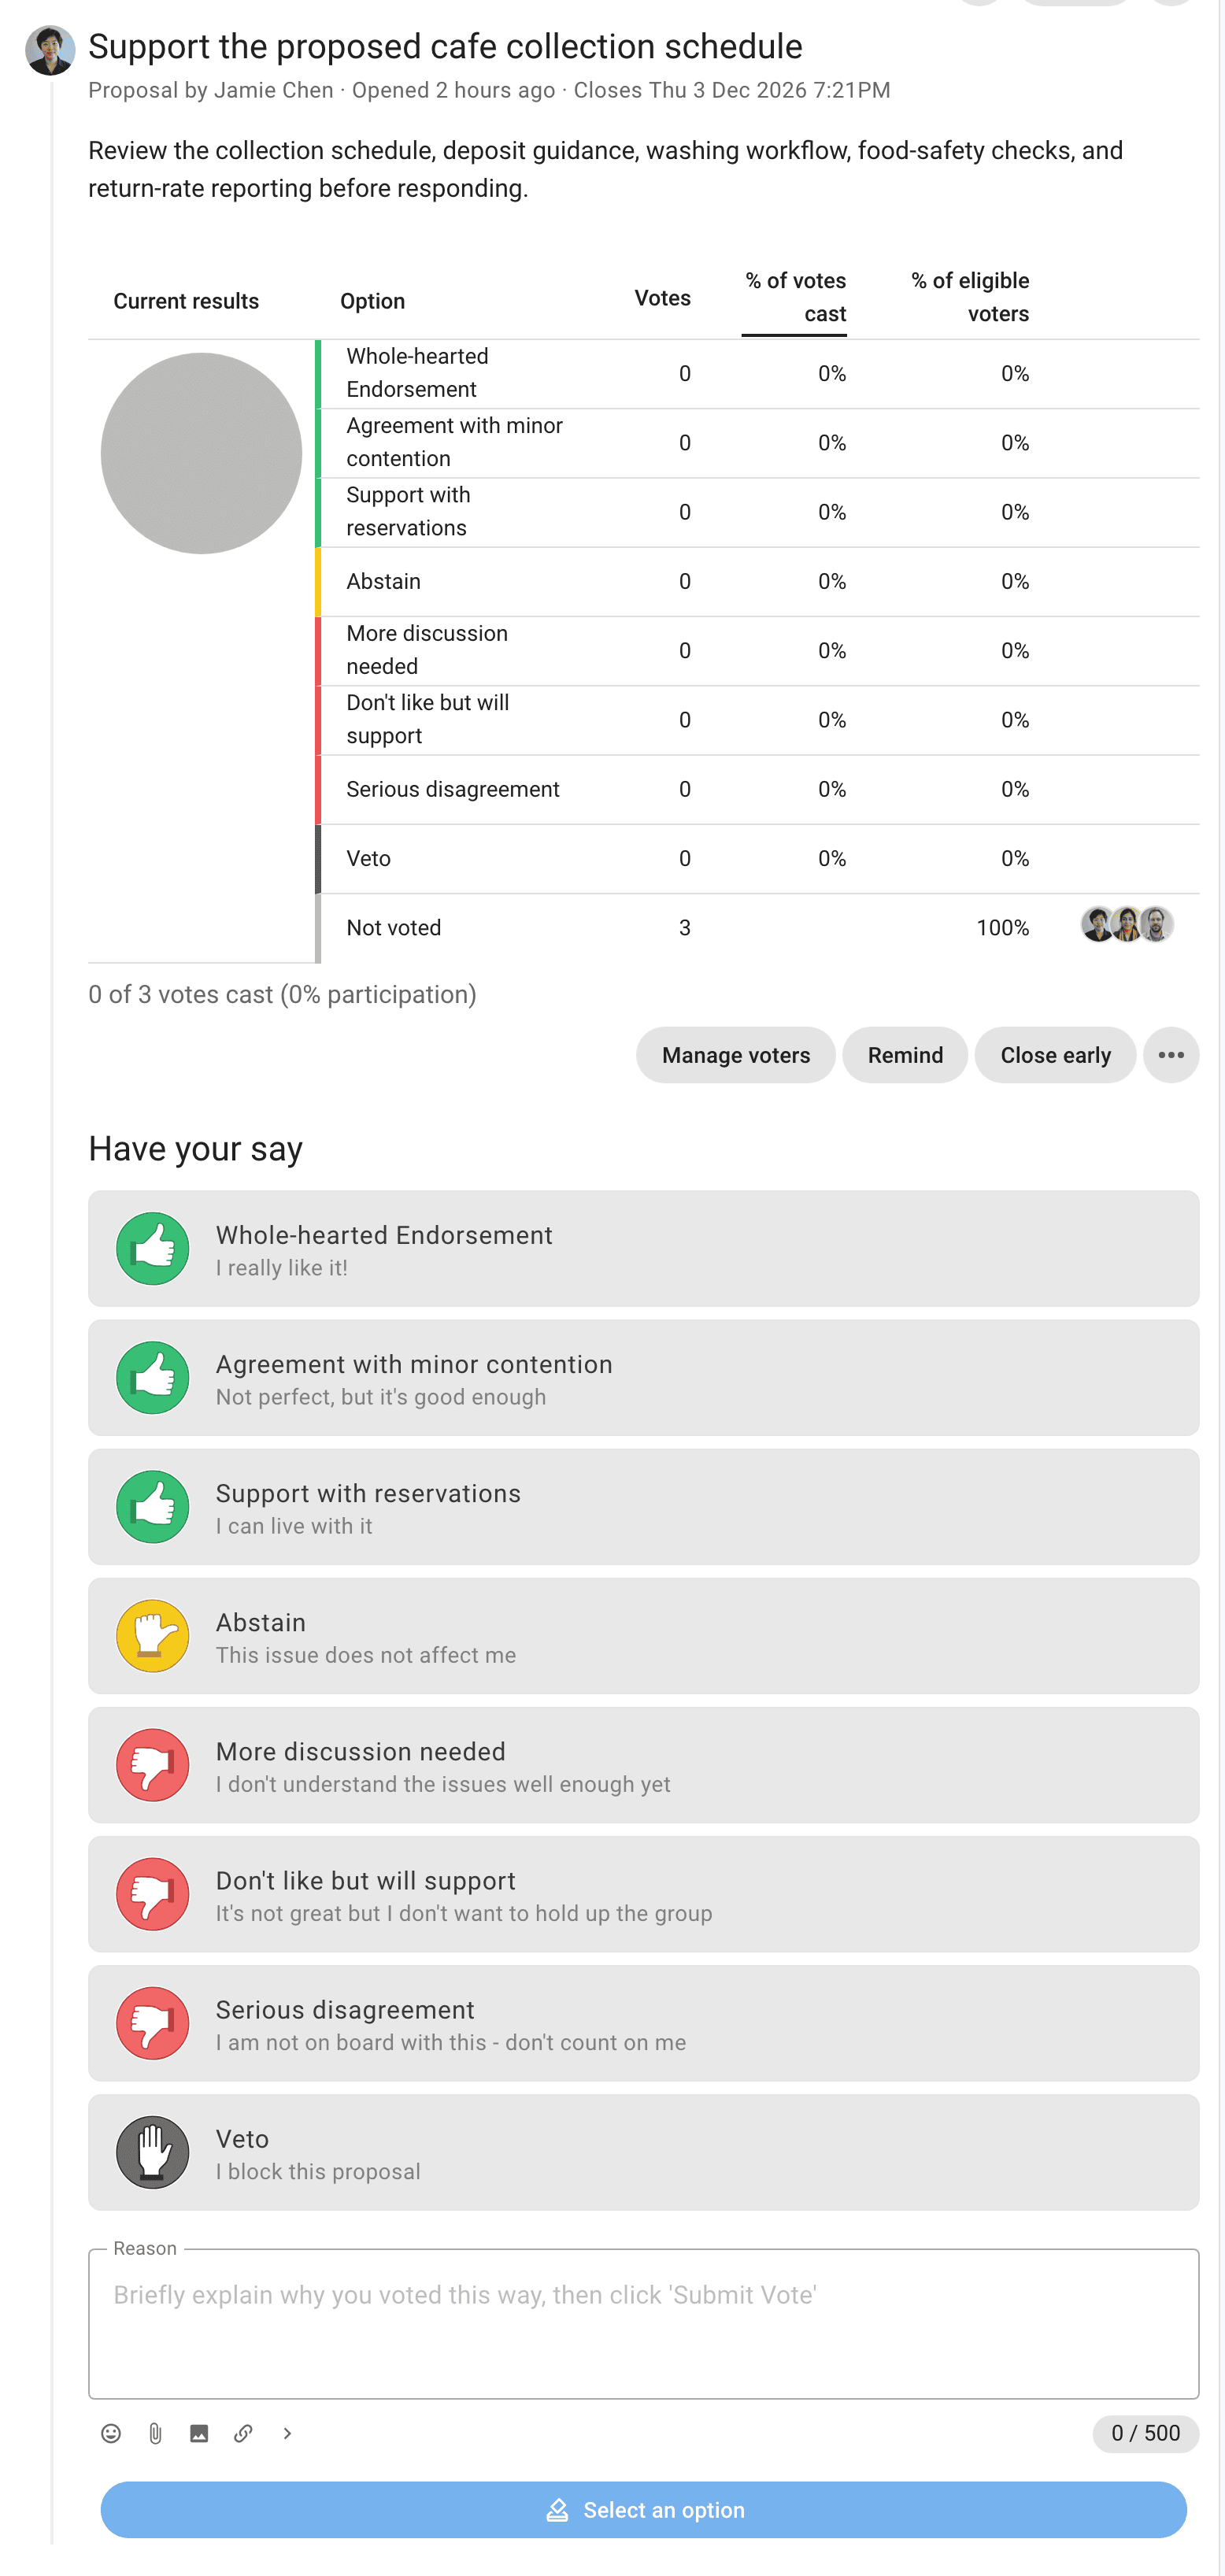 Support the proposed cafe collection schedule
Proposal by Jamie Chen · Opened 2 hours ago · Closes Thu 3 Dec 2026 7:21PM
Review the collection schedule, deposit guidance, washing workflow, food-safety checks, and
return-rate reporting before responding.
Current results Option Votes % of votes cast % of eligible voters
Whole-hearted Endorsement 0 0% 0%
Agreement with minor contention 0 0% 0%
Support with reservations 0 0% 0%
Abstain 0 0% 0%
More discussion needed 0 0% 0%
Don't like but will support 0 0% 0%
Serious disagreement 0 0% 0%
Veto 0 0% 0%
Not voted 3 100%
0 of 3 votes cast (0% participation)
Manage voters Remind Close early
Have your say
Whole-hearted Endorsement
I really like it!
Agreement with minor contention
Not perfect, but it's good enough
Support with reservations
I can live with it
Abstain
This issue does not affect me
More discussion needed
I don't understand the issues well enough yet
Don't like but will support
It's not great but I don't want to hold up the group
Serious disagreement
I am not on board with this - don't count on me
Veto
I block this proposal
Reason
Briefly explain why you voted this way, then click 'Submit Vote'
0 / 500
Select an option